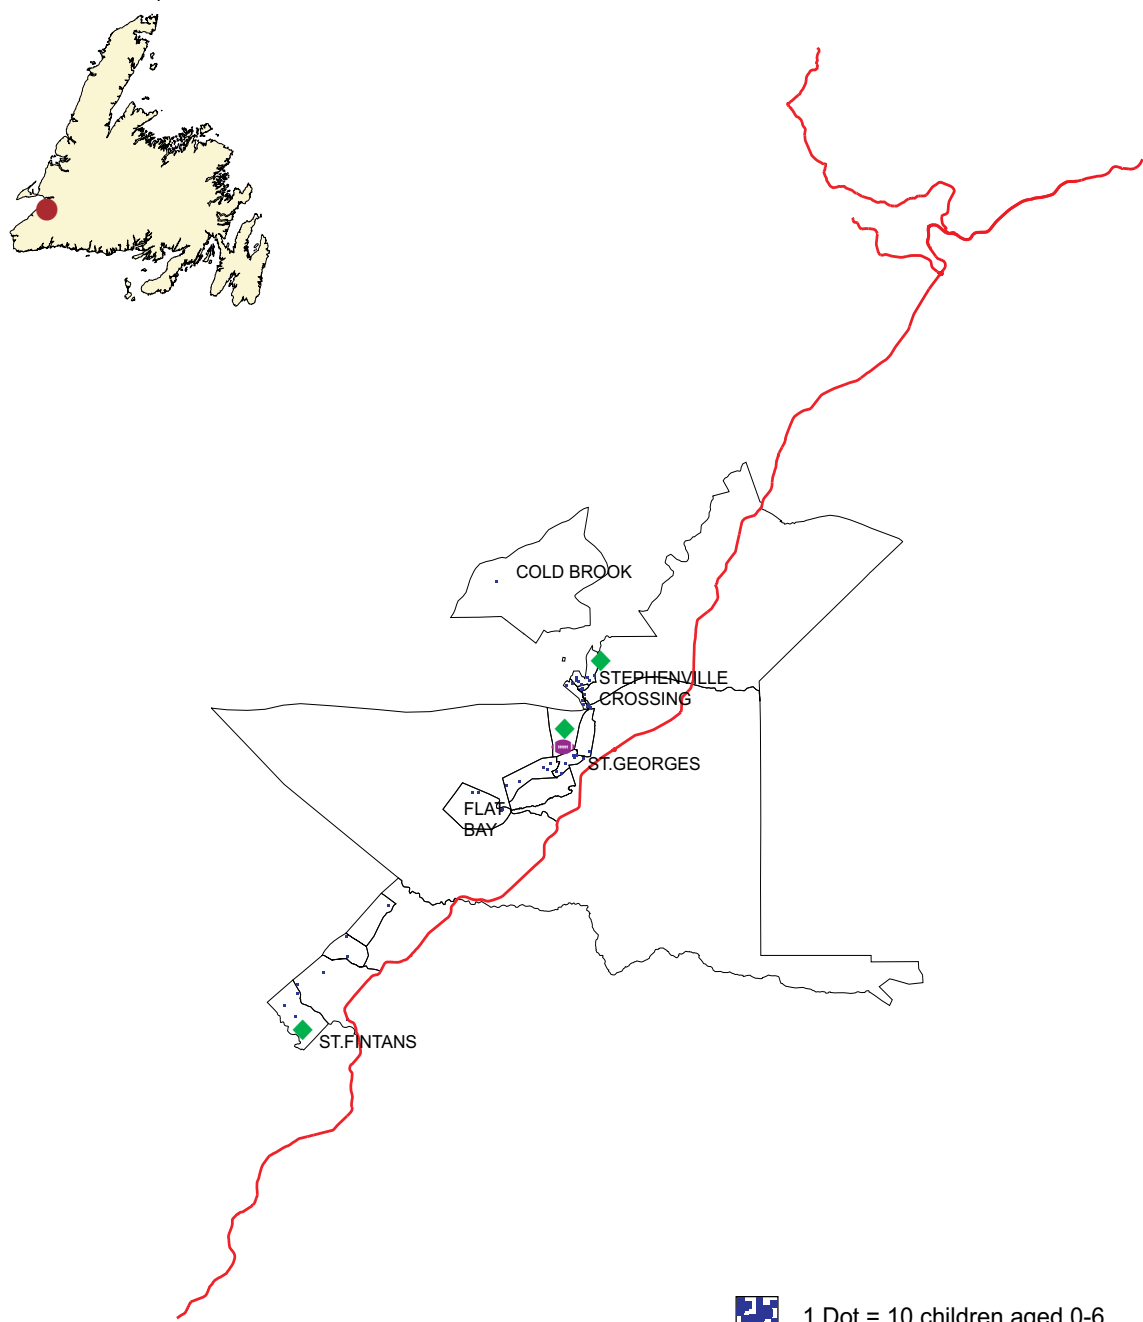 COLD BROOK
STEPHENVILLE
CROSSING
ST.GEORGES
FLAT
BAY
ST.FINTANS
1 Dot = 10 children aged 0-6